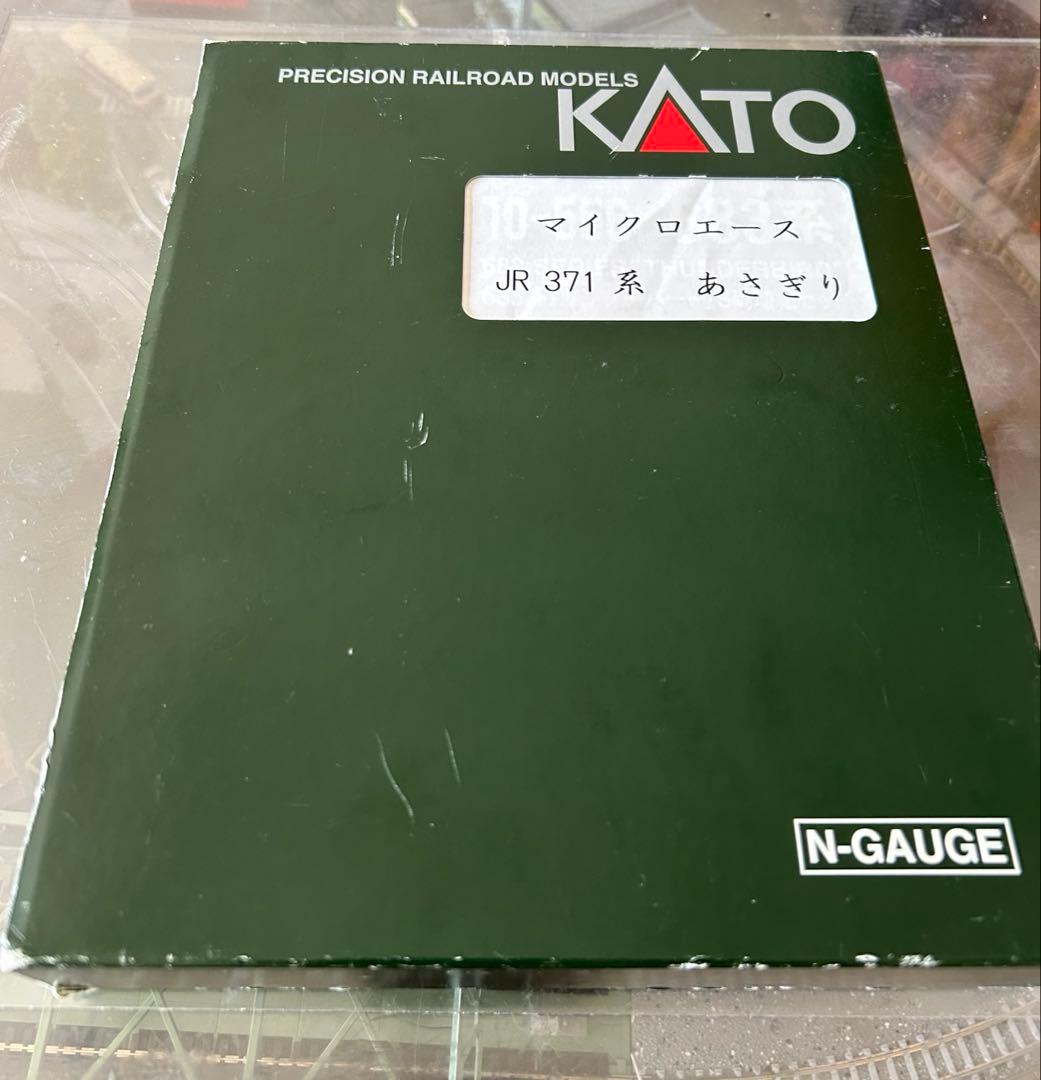 PRECISION RAILROAD MODELS
KATO
マイクロエース
JR 371 系 あさぎり
N-GAUGE